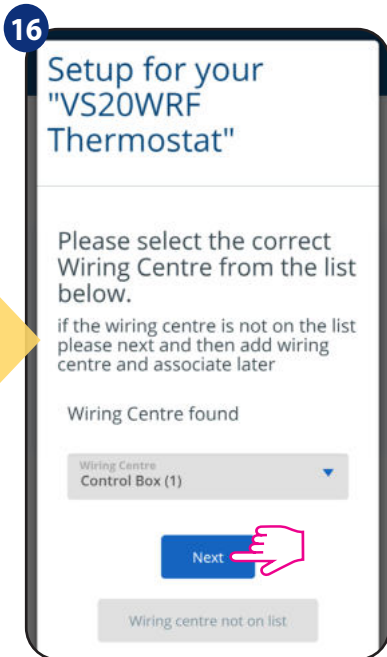 16
Setup for your
"VS20WRF
Thermostat"
Please select the correct
Wiring Centre from the list
below.
if the wiring centre is not on the list
please next and then add wiring
centre and associate later
Wiring Centre found
Wiring Centre
Control Box (1)
Next
Wiring centre not on list